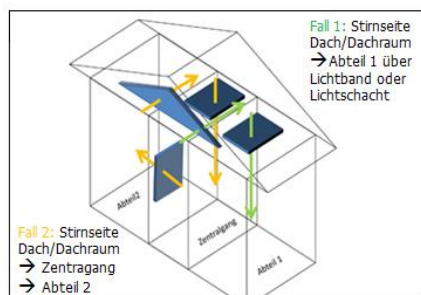 Fall 1: Stirnseite
Dach/Dachraum
→ Abteil 1 über
Lichtband oder
Lichtschacht
Abteil2
Zentralgang
Abteil 1
Fall 2: Stirnseite
Dach/Dachraum
→ Zentragang
→ Abteil 2